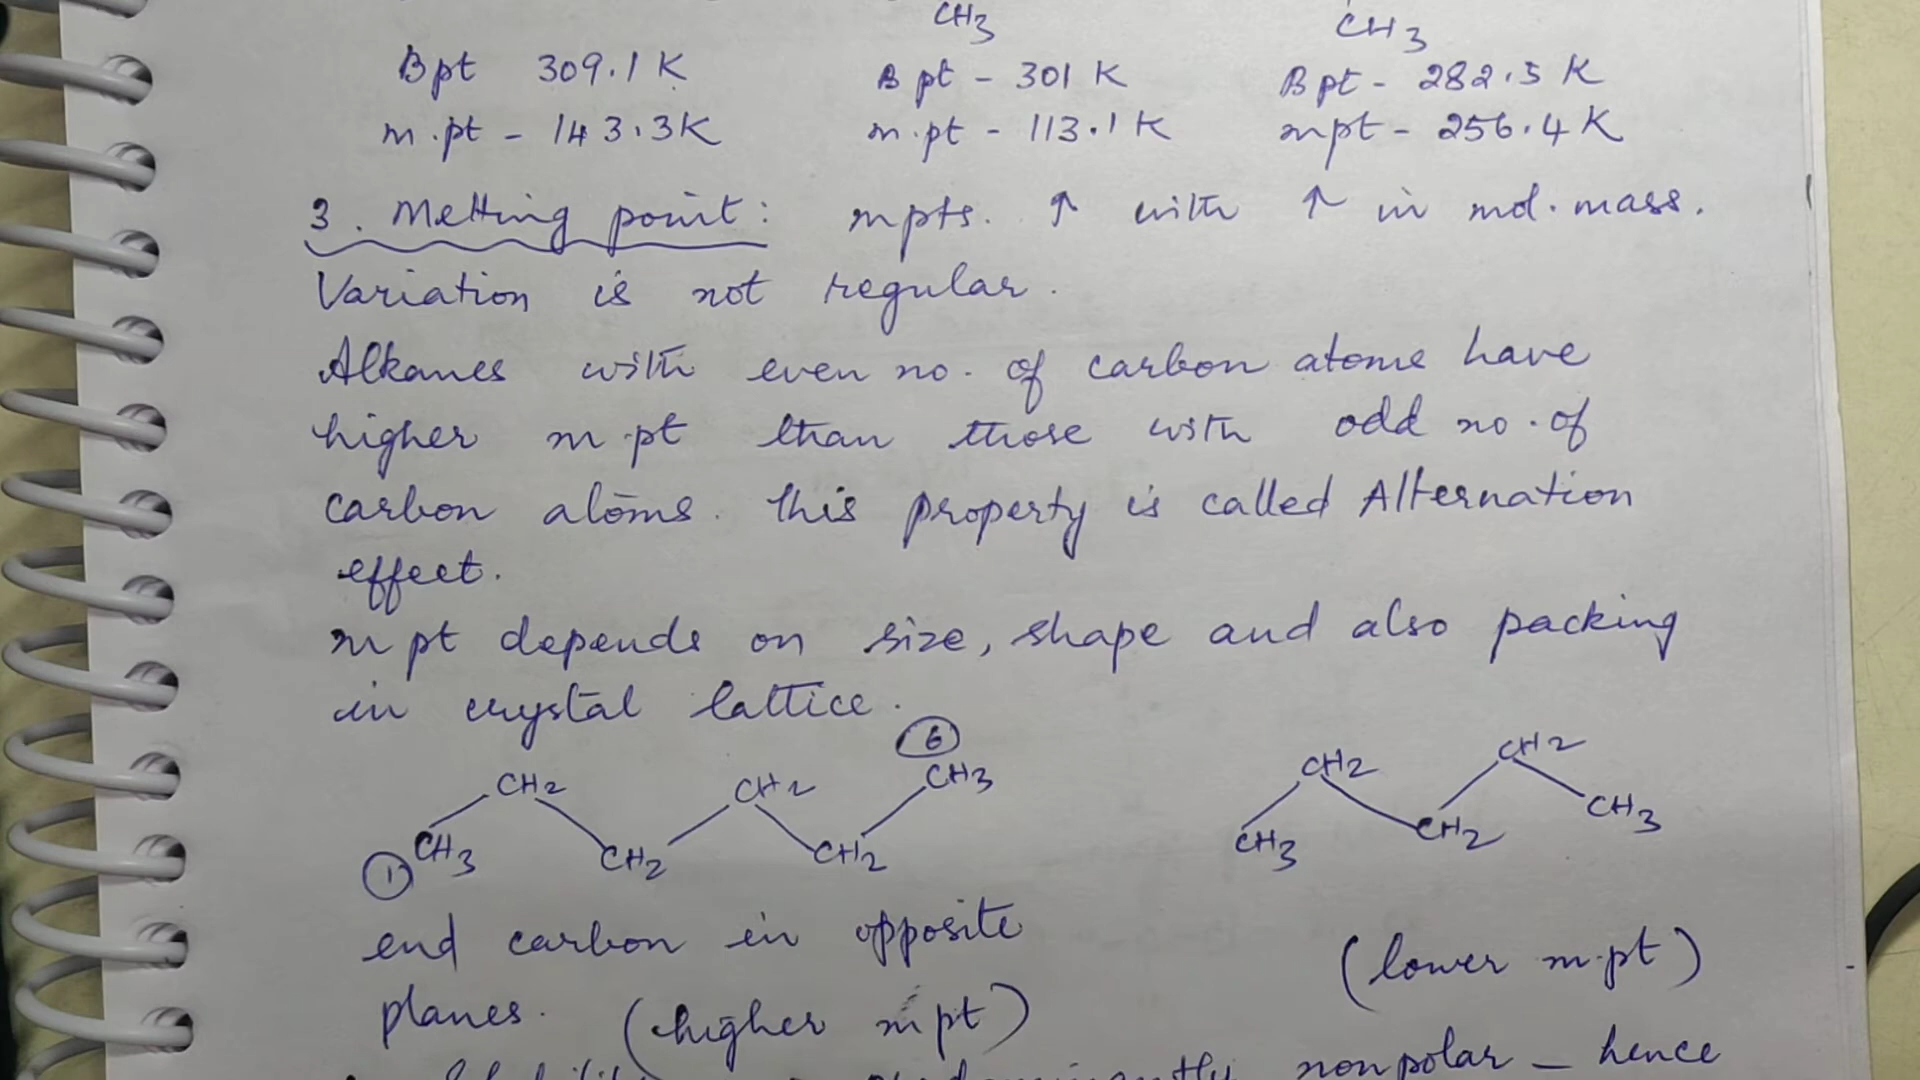 CH3 CH3
Bpt 309.1 K B pt - 301 K Bpt - 282.5 K
m.pt - 143.3K m.pt - 113.1 K mpt - 256.4 K
3. Melting point: mpts. ↑ with ↑ in mol. mass.
Variation is not regular.
Alkanes with even no. of carbon atoms have
higher m.pt than those with odd no. of
carbon atoms. This property is called Alternation
effect.
m pt depends on size, shape and also packing
in crystal lattice.
6
CH2 CH2 CH3 CH2 CH2
1 CH3 CH2 CH2 CH3 CH2 CH3
end carbon in opposite
planes. (higher m pt) (lower m.pt)
nonpolar - hence